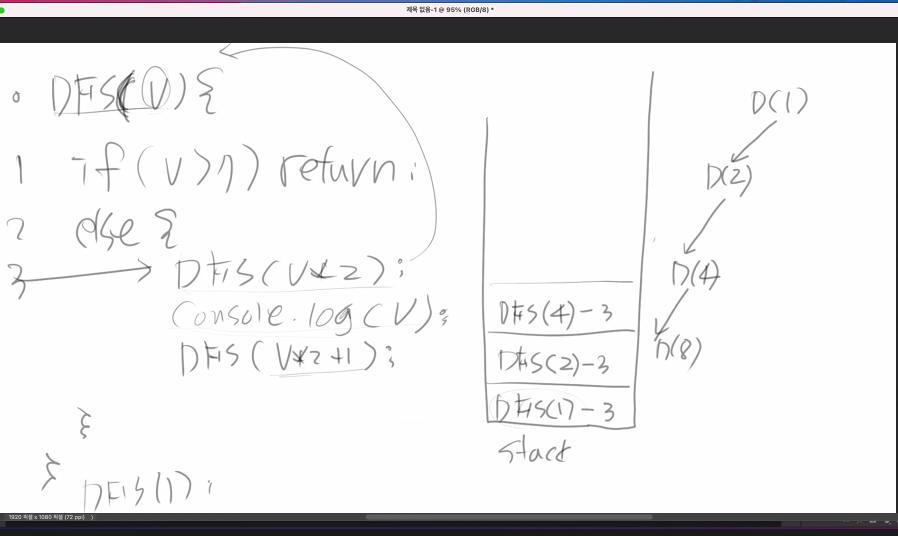 제목 없음-1 @ 95% (RGB/8) *
0 DFS(V){
1 if(V>7) return;
2 else {
3 DFS(V*2);
Console.log(V);
DFS(V*2+1);
}
}
DFS(1);
DFS(4)-3
DFS(2)-3
DFS(1)-3
stack
D(1)
D(2)
D(4)
D(8)
1920 픽셀 x 1080 픽셀 (72 ppi)